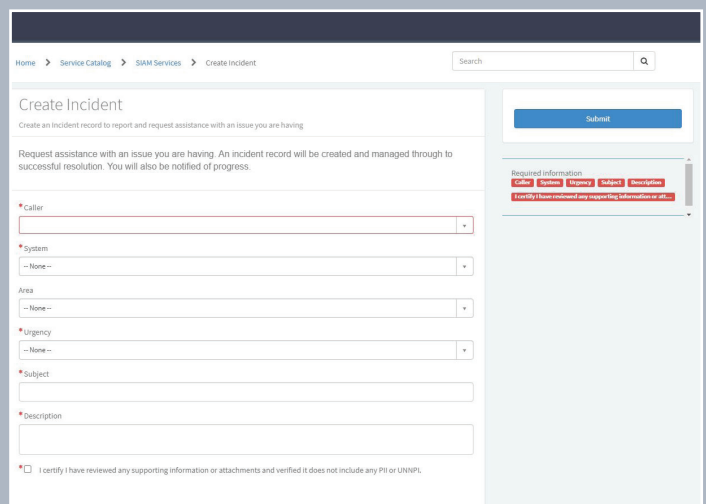 Home > Service Catalog > SIAM Services > Create Incident
Search
Create Incident
Create an Incident record to report and request assistance with an issue you are having
Request assistance with an issue you are having. An incident record will be created and managed through to
successful resolution. You will also be notified of progress.
* Caller
* System
-- None --
Area
-- None --
* Urgency
-- None --
* Subject
* Description
* I certify I have reviewed any supporting information or attachments and verified it does not include any PII or UNNPI.
Submit
Required information
Caller System Urgency Subject Description
I certify I have reviewed any supporting information or att...